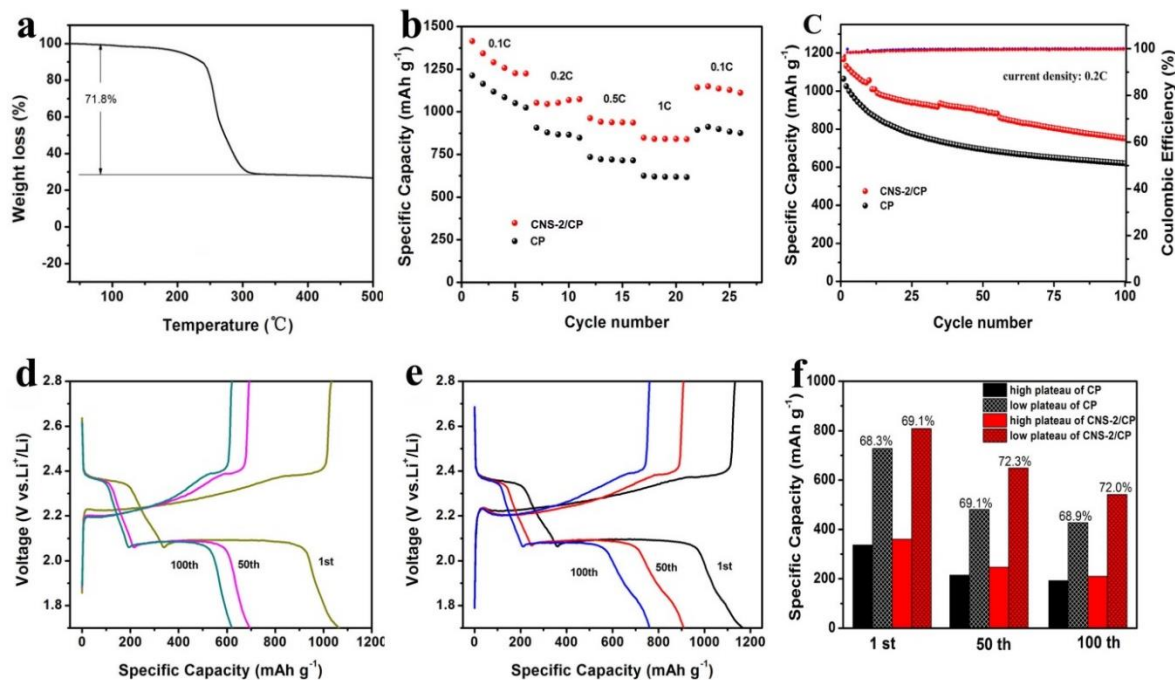 a
100
80
60
40
20
0
-20
71.8%
100
200
300
400
500
Weight loss (%)
Temperature (℃)
b
1500
1250
1000
750
500
250
0
0.1C
0.2C
0.5C
1C
0.1C
CNS-2/CP
CP
0
5
10
15
20
25
Specific Capacity (mAh g⁻¹)
Cycle number
C
1200
1000
800
600
400
200
0
100
80
60
40
20
0
current density: 0.2C
CNS-2/CP
CP
0
25
50
75
100
Specific Capacity (mAh g⁻¹)
Coulombic Efficiency (%)
Cycle number
d
2.8
2.6
2.4
2.2
2.0
1.8
100th
50th
1st
0
200
400
600
800
1000
1200
Voltage (V vs.Li⁺/Li)
Specific Capacity (mAh g⁻¹)
e
2.8
2.6
2.4
2.2
2.0
1.8
100th
50th
1st
0
200
400
600
800
1000
1200
Voltage (V vs.Li⁺/Li)
Specific Capacity (mAh g⁻¹)
f
1000
800
600
400
200
0
high plateau of CP
low plateau of CP
high plateau of CNS-2/CP
low plateau of CNS-2/CP
68.3%
69.1%
69.1%
72.3%
68.9%
72.0%
1 st
50 th
100 th
Specific Capacity (mAh g⁻¹)